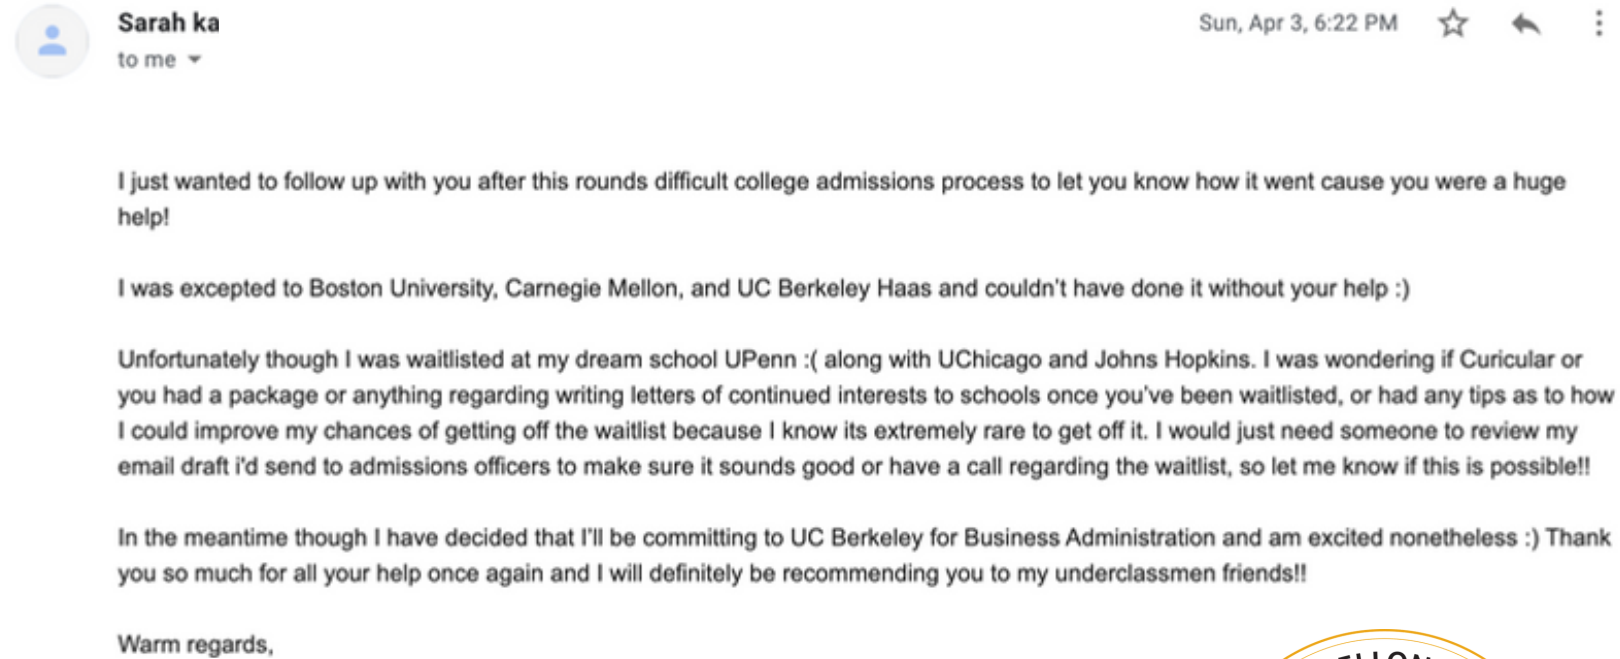 Sarah ka
Sun, Apr 3, 6:22 PM
to me
I just wanted to follow up with you after this rounds difficult college admissions process to let you know how it went cause you were a huge
help!
I was excepted to Boston University, Carnegie Mellon, and UC Berkeley Haas and couldn't have done it without your help :)
Unfortunately though I was waitlisted at my dream school UPenn :( along with UChicago and Johns Hopkins. I was wondering if Curicular or
you had a package or anything regarding writing letters of continued interests to schools once you've been waitlisted, or had any tips as to how
I could improve my chances of getting off the waitlist because I know its extremely rare to get off it. I would just need someone to review my
email draft i'd send to admissions officers to make sure it sounds good or have a call regarding the waitlist, so let me know if this is possible!!
In the meantime though I have decided that I'll be committing to UC Berkeley for Business Administration and am excited nonetheless :) Thank
you so much for all your help once again and I will definitely be recommending you to my underclassmen friends!!
Warm regards,